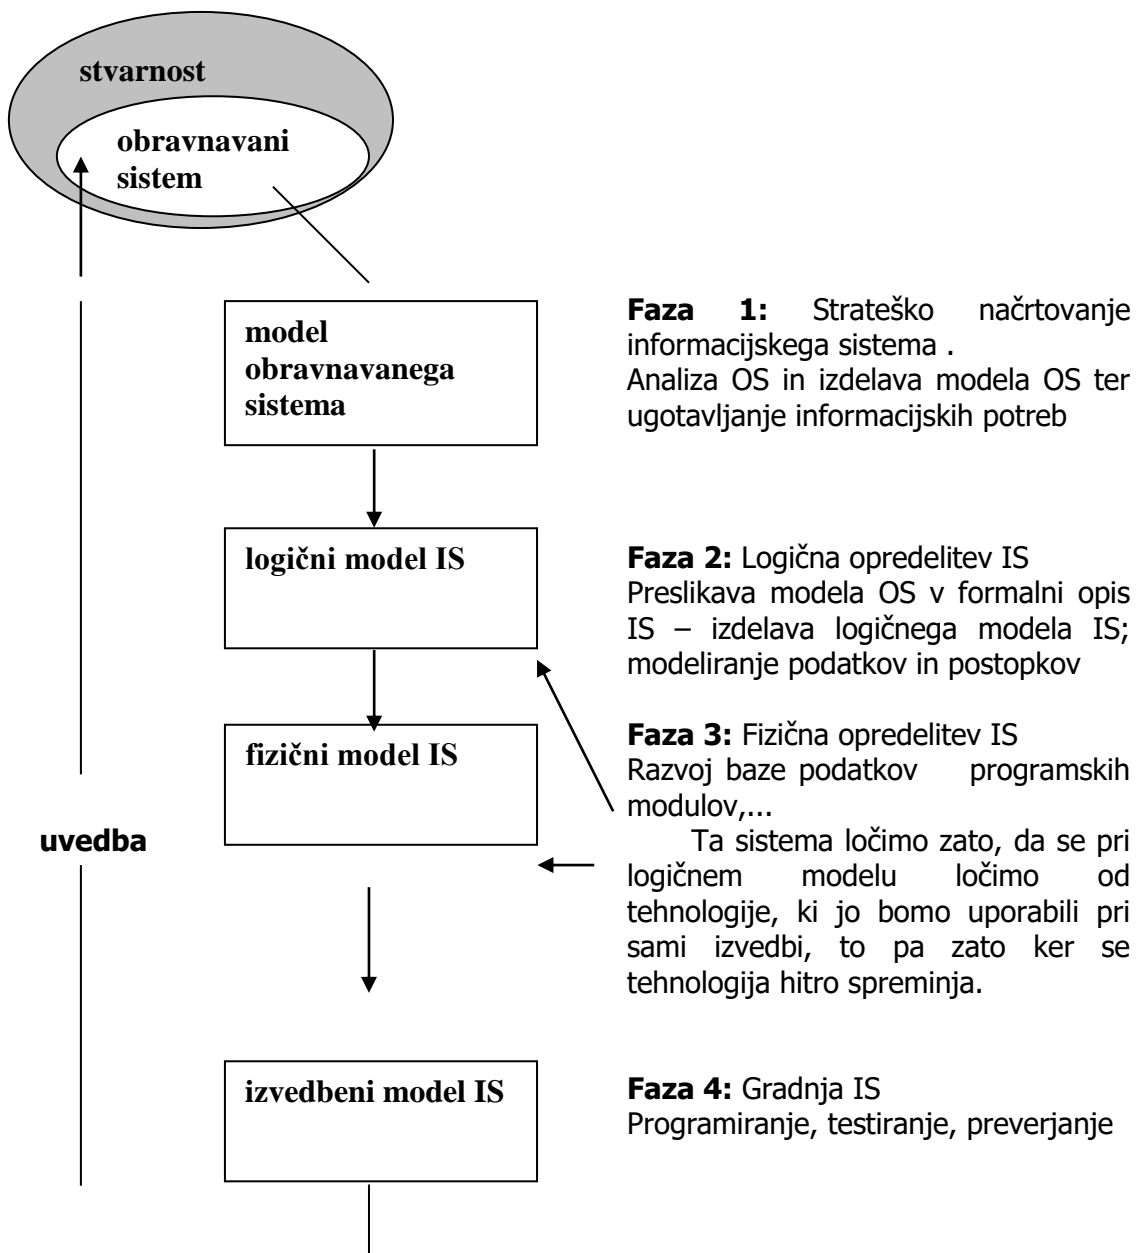 stvarnost
obravnavani
sistem
model
obravnavanega
sistema
Faza 1: Strateško načrtovanje
informacijskega sistema .
Analiza OS in izdelava modela OS ter
ugotavljanje informacijskih potreb
logični model IS
Faza 2: Logična opredelitev IS
Preslikava modela OS v formalni opis
IS – izdelava logičnega modela IS;
modeliranje podatkov in postopkov
fizični model IS
Faza 3: Fizična opredelitev IS
Razvoj baze podatkov programskih
modulov,...
Ta sistema ločimo zato, da se pri
logičnem modelu ločimo od
tehnologije, ki jo bomo uporabili pri
sami izvedbi, to pa zato ker se
tehnologija hitro spreminja.
uvedba
izvedbeni model IS
Faza 4: Gradnja IS
Programiranje, testiranje, preverjanje